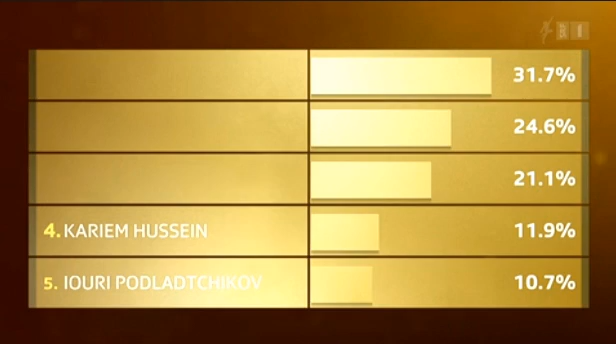 31.7%
24.6%
21.1%
4. KARIEM HUSSEIN 11.9%
5. IOURI PODLADTCHIKOV 10.7%